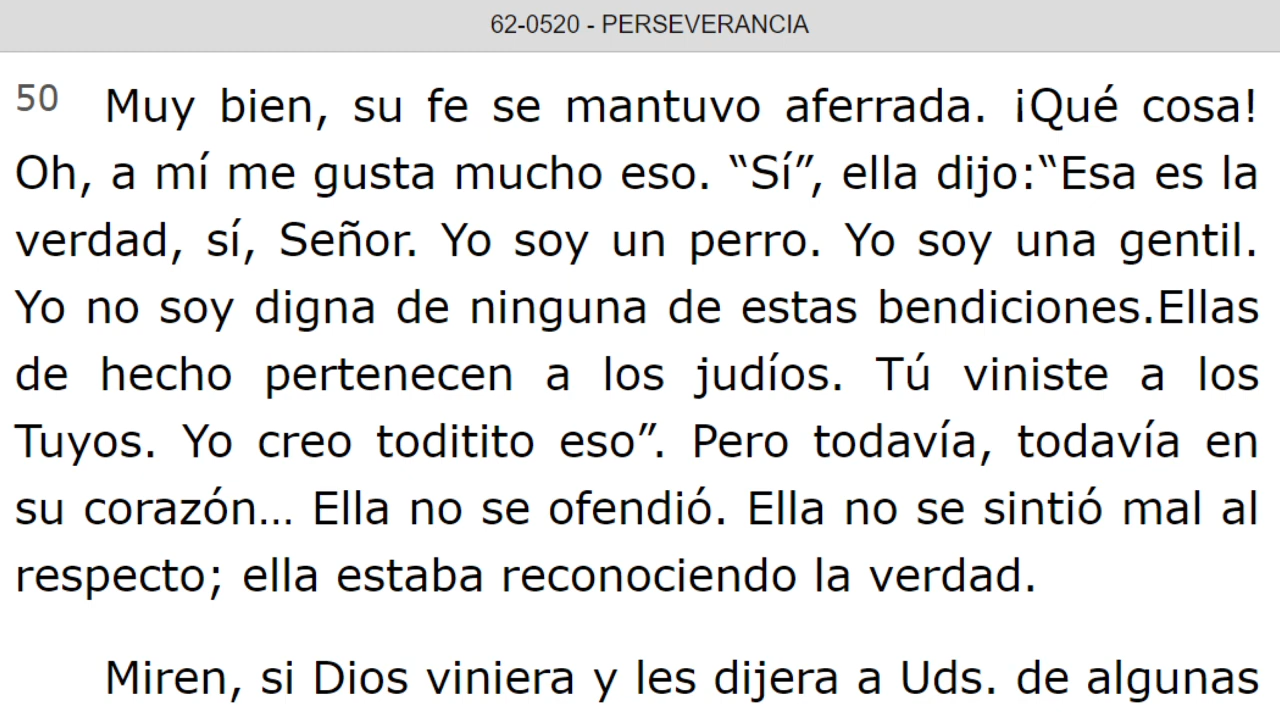 62-0520 - PERSEVERANCIA
50 Muy bien, su fe se mantuvo aferrada. ¡Qué cosa!
Oh, a mí me gusta mucho eso. “Sí”, ella dijo:“Esa es la
verdad, sí, Señor. Yo soy un perro. Yo soy una gentil.
Yo no soy digna de ninguna de estas bendiciones.Ellas
de hecho pertenecen a los judíos. Tú viniste a los
Tuyos. Yo creo toditito eso”. Pero todavía, todavía en
su corazón... Ella no se ofendió. Ella no se sintió mal al
respecto; ella estaba reconociendo la verdad.
Miren, si Dios viniera y les dijera a Uds. de algunas